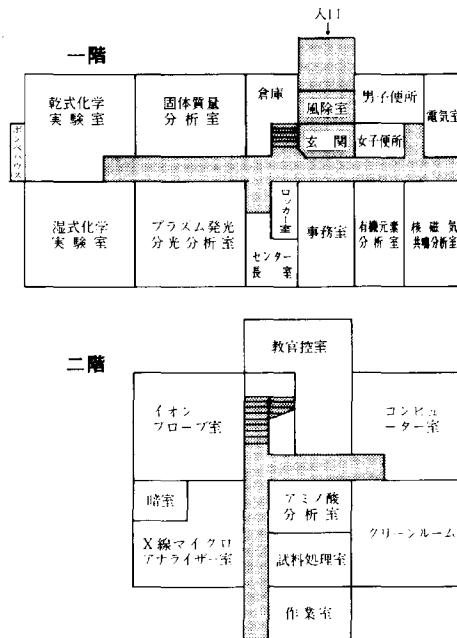 入口
一階
乾式化学
実験室
固体質量
分析室
倉庫
風除室
男子便所
電気室
玄関
女子便所
ボンベハウス
湿式化学
実験室
プラズム発光
分光分析室
ロッカー室
センター
長室
事務室
有機元素
分析室
核磁気
共鳴分析室
二階
教官控室
イオン
プローブ室
コンピュ
ーター室
暗室
アミノ酸
分析室
X線マイクロ
アナライザー室
クリーンルーム
試料処理室
作業室